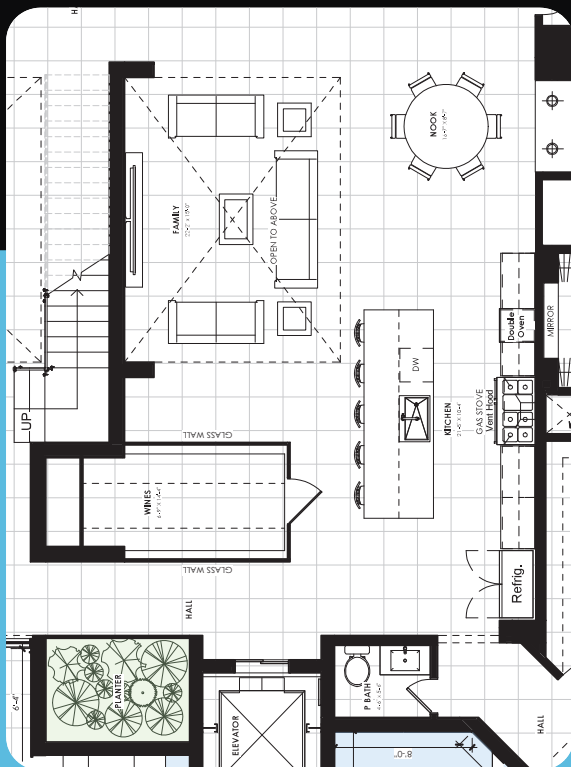 H
NOOK
FAMILY
OPEN TO ABOVE
Double
Oven
MIRROR
DW
UP
KITCHEN
GAS STOVE
Vent Hood
GLASS WALL
WINES
GLASS WALL
Refrig.
HALL
PLANTER
6'-4"
P BATH
ELEVATOR
HALL
8'-0"